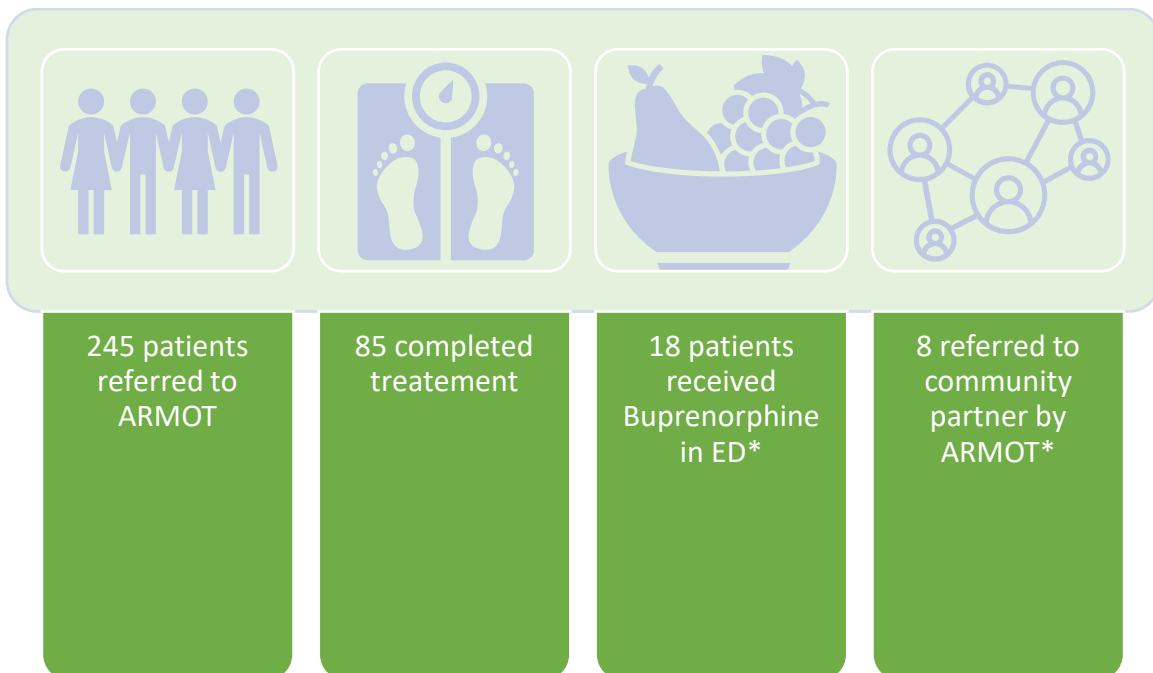 245 patients
referred to
ARMOT
85 completed
treatement
18 patients
received
Buprenorphine
in ED*
8 referred to
community
partner by
ARMOT*